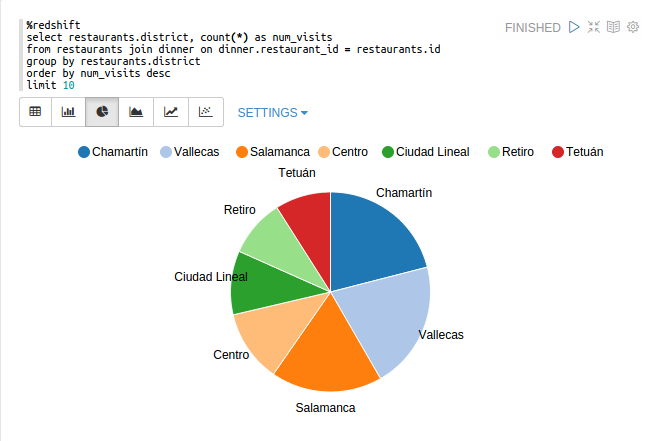 %redshift
FINISHED
select restaurants.district, count(*) as num_visits
from restaurants join dinner on dinner.restaurant_id = restaurants.id
group by restaurants.district
order by num_visits desc
limit 10
SETTINGS
Chamartín Vallecas Salamanca Centro Ciudad Lineal Retiro Tetuán
Tetuán
Chamartín
Retiro
Ciudad Lineal
Vallecas
Centro
Salamanca